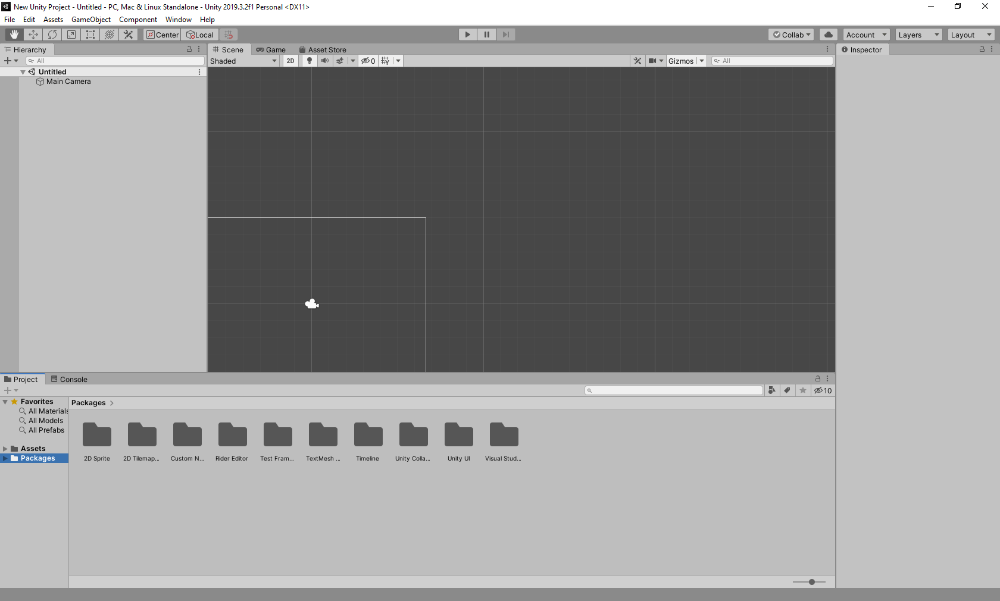 New Unity Project - Untitled - PC, Mac & Linux Standalone - Unity 2019.3.2f1 Personal <DX11>
File Edit Assets GameObject Component Window Help
Center Local Collab Account Layers Layout
Hierarchy
All
Untitled
Main Camera
Scene Game Asset Store
Shaded 2D 0 Gizmos All
Inspector
Project Console
10
Favorites
All Materials
All Models
All Prefabs
Assets
Packages
Packages
2D Sprite 2D Tilemap... Custom N... Rider Editor Test Fram... TextMesh ... Timeline Unity Colla... Unity UI Visual Stud...